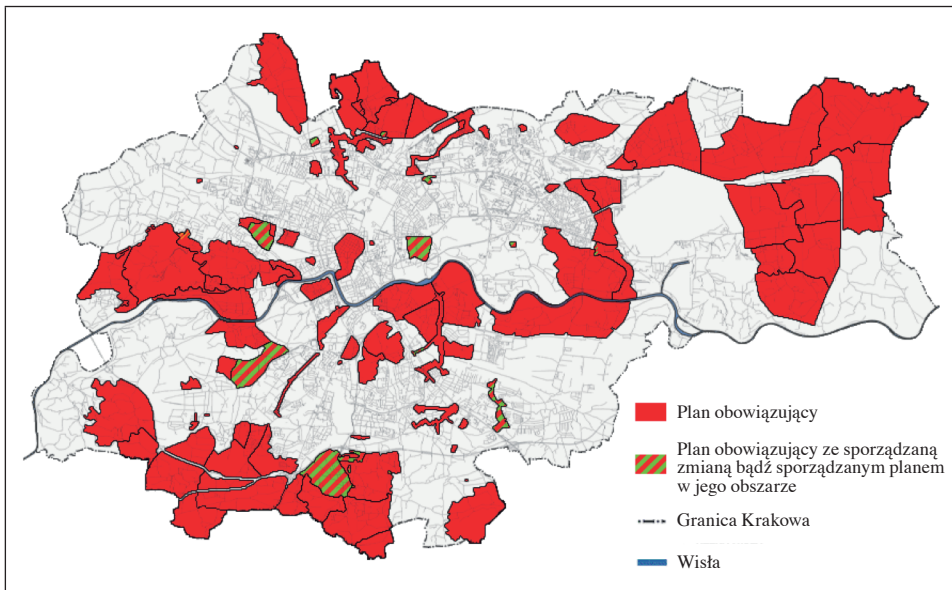 Plan obowiązujący
Plan obowiązujący ze sporządzaną
zmianą bądź sporządzanym planem
w jego obszarze
Granica Krakowa
Wisła